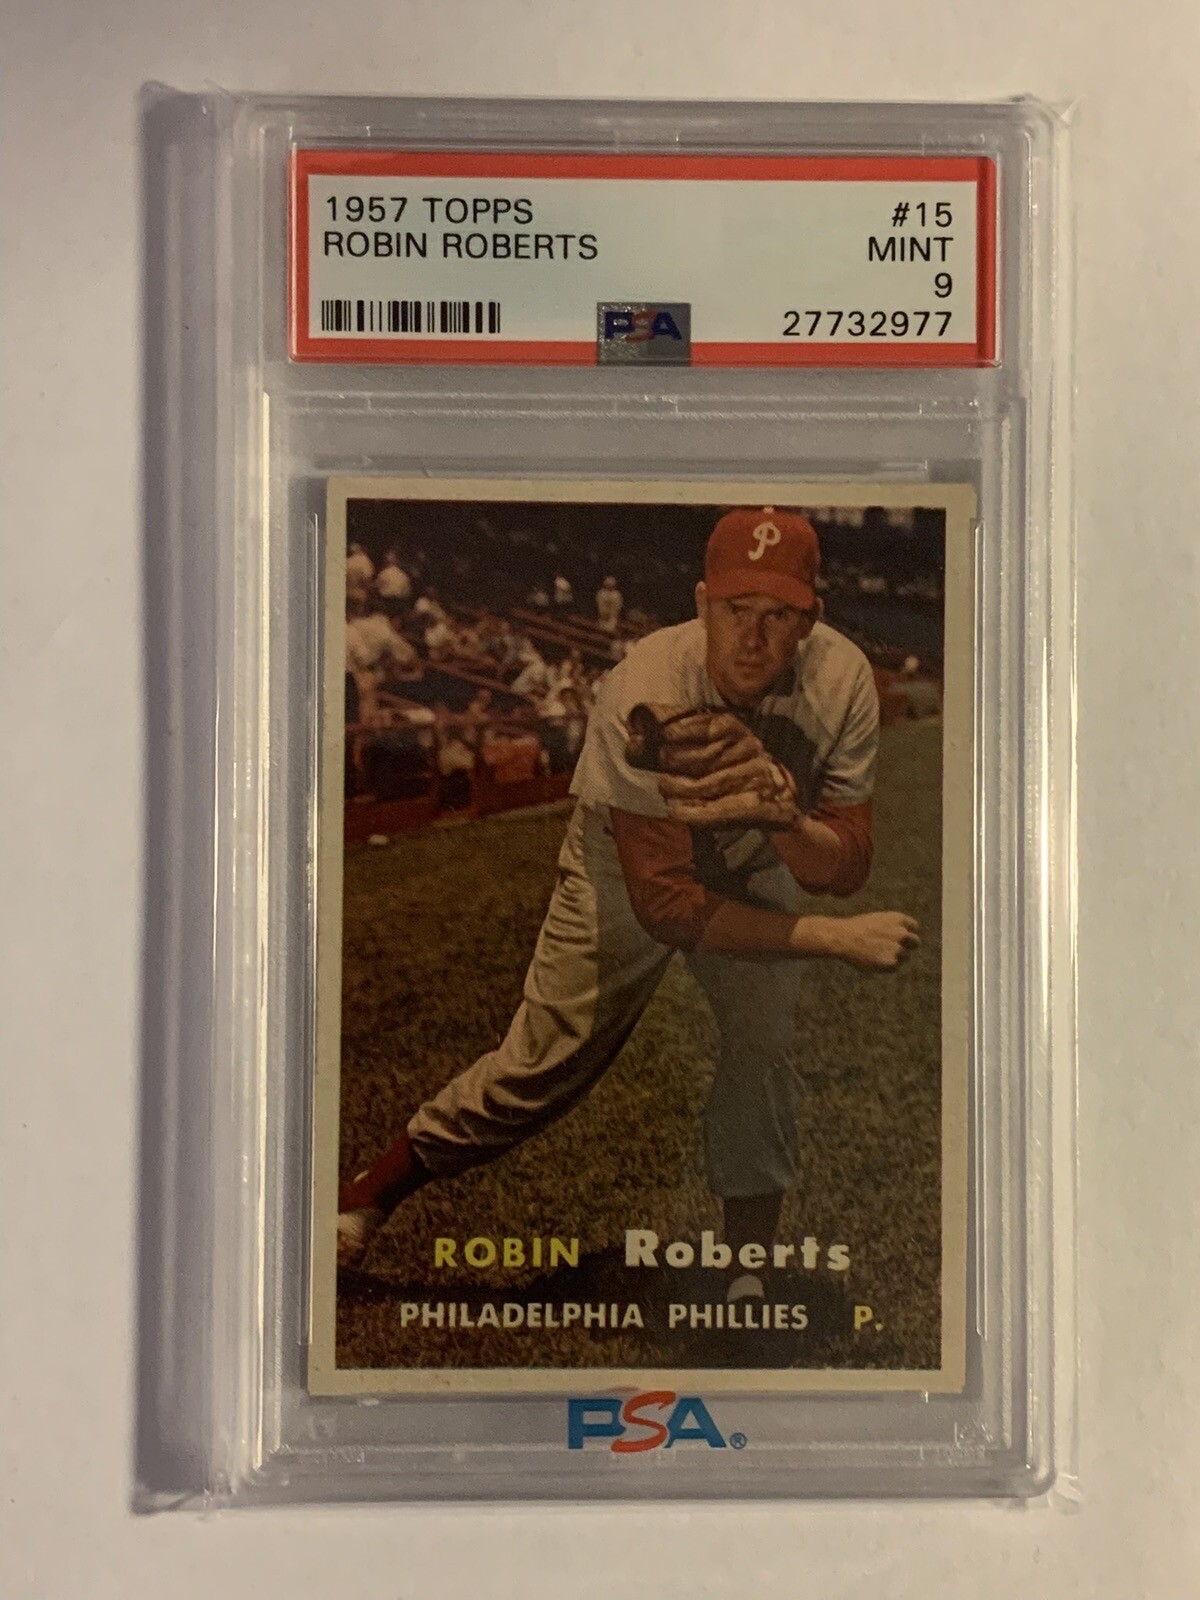 1957 TOPPS #15
ROBIN ROBERTS MINT
9
PSA 27732977
P
ROBIN Roberts
PHILADELPHIA PHILLIES P.
PSA®